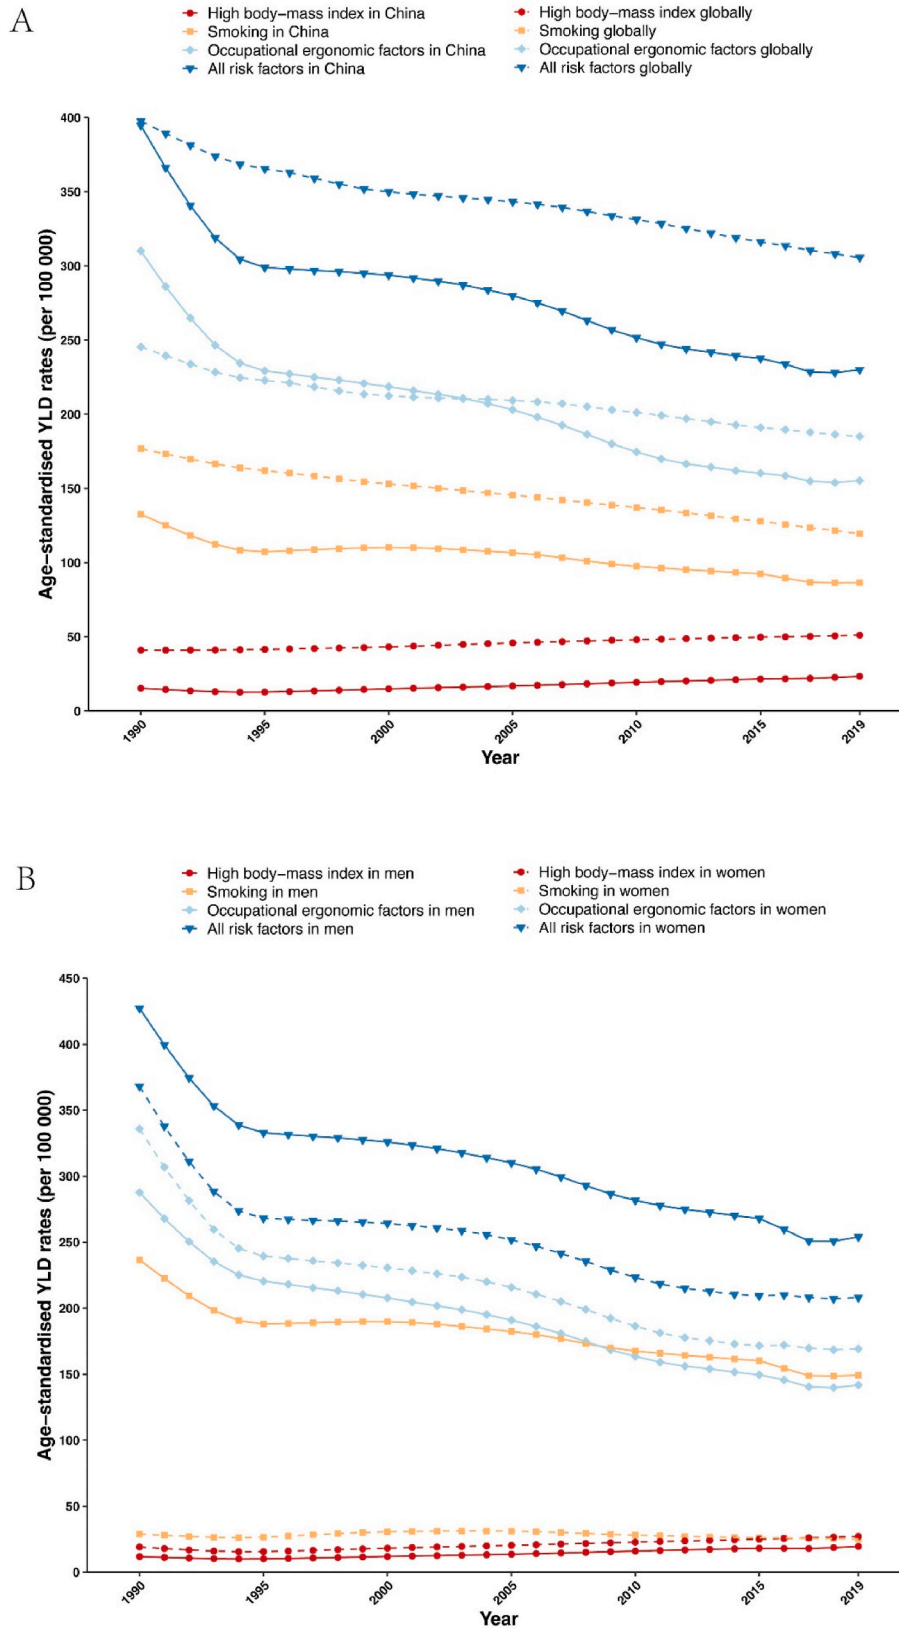 A
High body−mass index in China
Smoking in China
Occupational ergonomic factors in China
All risk factors in China
High body−mass index globally
Smoking globally
Occupational ergonomic factors globally
All risk factors globally
Age−standardised YLD rates (per 100 000)
400
350
300
250
200
150
100
50
0
1990
1995
2000
2005
2010
2015
2019
Year
B
High body−mass index in men
Smoking in men
Occupational ergonomic factors in men
All risk factors in men
High body−mass index in women
Smoking in women
Occupational ergonomic factors in women
All risk factors in women
Age−standardised YLD rates (per 100 000)
450
400
350
300
250
200
150
100
50
0
1990
1995
2000
2005
2010
2015
2019
Year